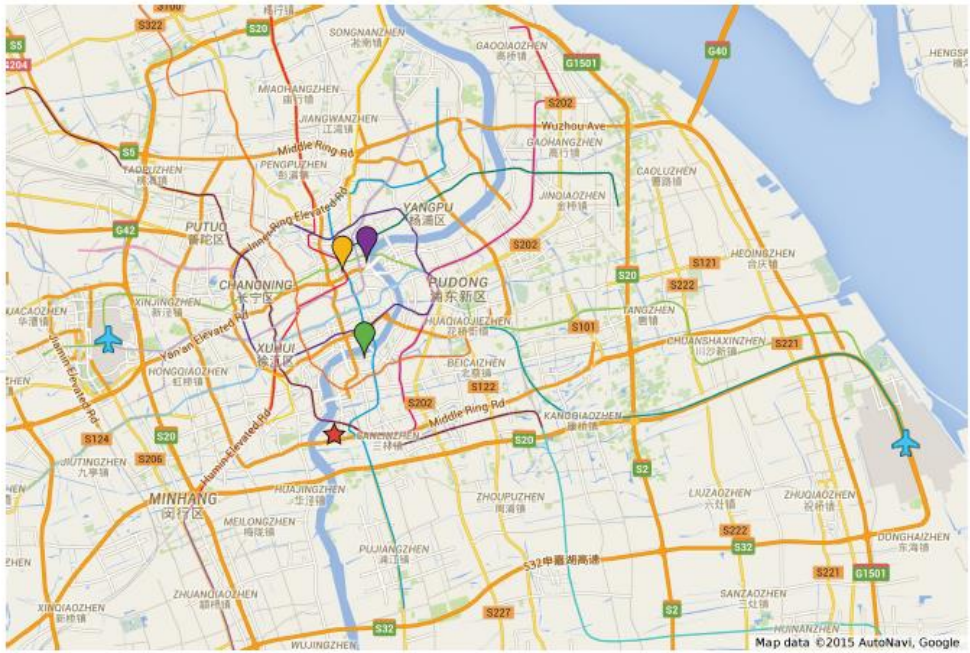 S322
S20
SONGNANZHEN
淞南镇
GAOQIAOZHEN
高桥镇
G40
S5
S204
G1501
MIAOHANGZHEN
庙行镇
S202
JIANGWANZHEN
江湾镇
Wuzhou Ave
GAOHANGZHEN
高行镇
S5
Middle Ring Rd
PENGPUZHEN
彭浦镇
TAOPUZHEN
桃浦镇
CAOLUZHEN
曹路镇
JINQIAOZHEN
金桥镇
Inner Ring Elevated Rd
YANGPU
杨浦区
PUTUO
普陀区
G42
S202
HEQINGZHEN
合庆镇
S121
S20
S222
CHANGNING
长宁区
PUDONG
浦东新区
XINJINGZHEN
新泾镇
HUACAOZHEN
华漕镇
TANGZHEN
唐镇
HUAQIAOJIEZHEN
S101
Yan'an Elevated Rd
CHUANSHAXINZHEN
川沙新镇
S221
XUHUI
徐汇区
Jiamin Elevated Rd
HONGQIAOZHEN
虹桥镇
BEICAIZHEN
北蔡镇
S122
S202
Middle Ring Rd
KANGQIAOZHEN
康桥镇
S124
S20
Humin Elevated Rd
SANLINZHEN
三林镇
S20
S206
JIUTINGZHEN
九亭镇
S2
HUAJINGZHEN
华泾镇
MINHANG
闵行区
ZHOUPUZHEN
周浦镇
LIUZAOZHEN
六灶镇
ZHUQIAOZHEN
祝桥镇
MEILONGZHEN
梅陇镇
S222
S32
DONGHAIZHEN
东海镇
PUJIANGZHEN
浦江镇
S32申嘉湖高速
S221
G1501
ZHUANQIAOZHEN
颛桥镇
SANZAOZHEN
三灶镇
XINQIAOZHEN
新桥镇
S227
S2
S32
HUINANZHEN
WUJINGZHEN
Map data ©2015 AutoNavi, Google